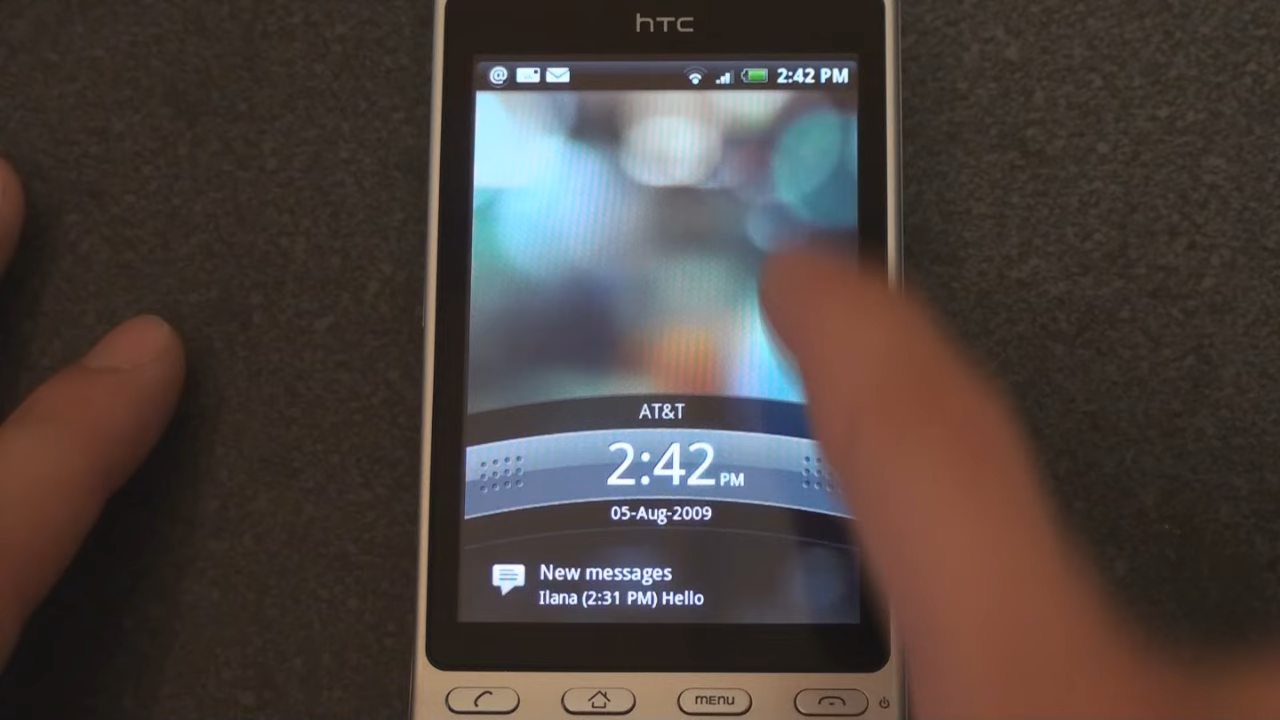 hTC
@ 2:42 PM
AT&T
2:42 PM
05-Aug-2009
New messages
Ilana (2:31 PM) Hello
MENU